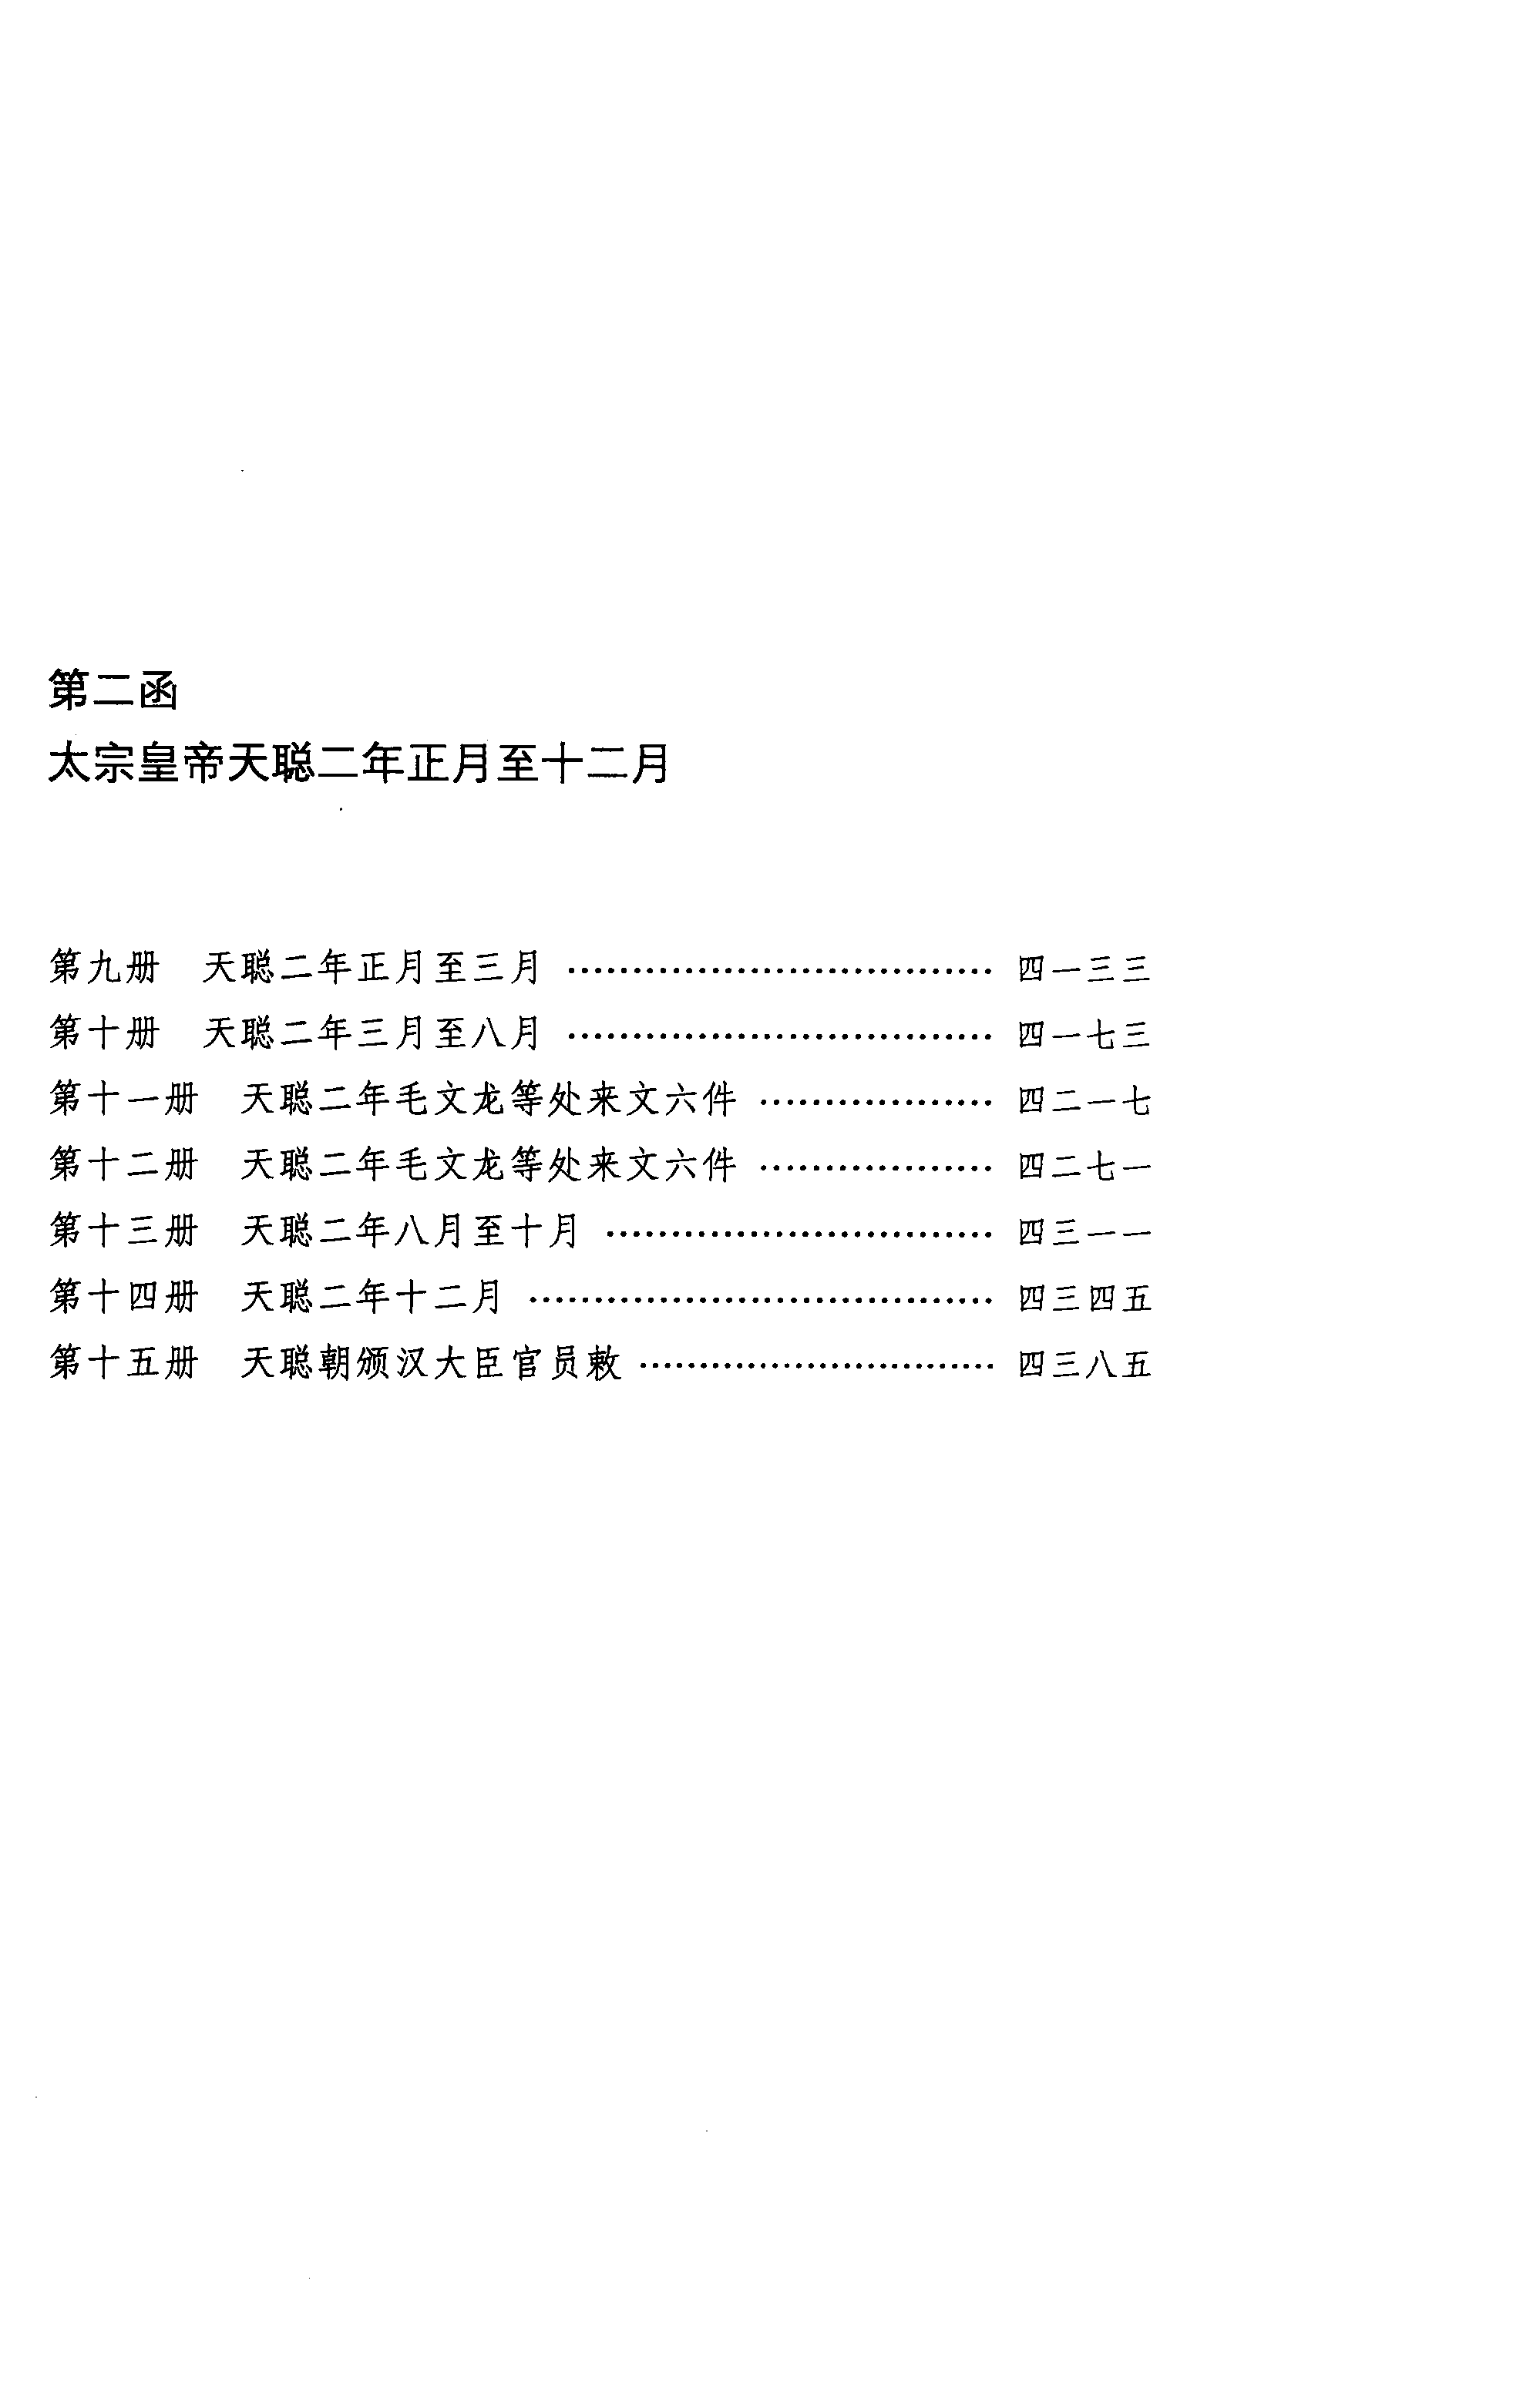 第二函
太宗皇帝天聪二年正月至十二月
第九册 天聪二年正月至三月 ……………………………… 四一三三
第十册 天聪二年三月至八月 ……………………………… 四一七三
第十一册 天聪二年毛文龙等处来文六件 ……………… 四二一七
第十二册 天聪二年毛文龙等处来文六件 ……………… 四二七一
第十三册 天聪二年八月至十月 …………………………… 四三一一
第十四册 天聪二年十二月 ………………………………… 四三四五
第十五册 天聪朝颁汉大臣官员敕 ………………………… 四三八五